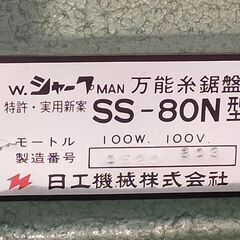 W.シャープMAN 万能糸鋸盤
特許・実用新案 SS-80N型
モートル 100W. 100V
製造番号
日工機械株式会社